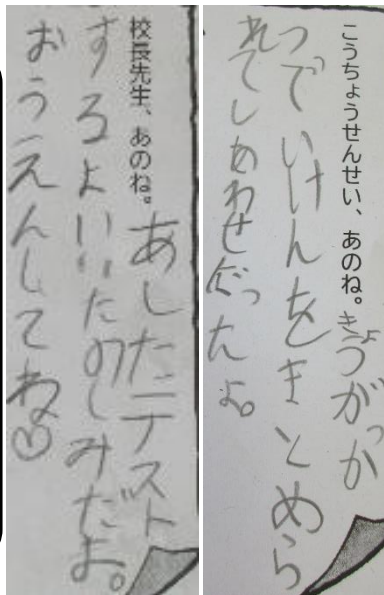 こうちょうせんせい、あのね。きょうがっか
つでいけんをまとめら
れてしあわせだったよ。
校長先生、あのね。あしたテスト
するよ!!たのしみだよ。
おうえんしてね♡